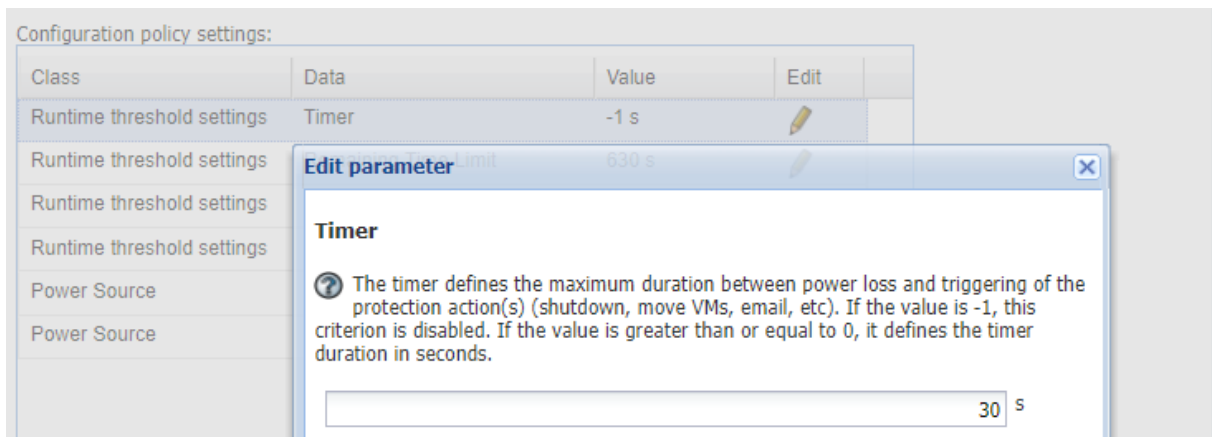 Configuration policy settings:
Class Data Value Edit
Runtime threshold settings Timer -1 s
Runtime threshold settings Remaining Time Limit 630 s
Edit parameter
Runtime threshold settings
Timer
Runtime threshold settings
The timer defines the maximum duration between power loss and triggering of the
Power Source
protection action(s) (shutdown, move VMs, email, etc). If the value is -1, this
Power Source
criterion is disabled. If the value is greater than or equal to 0, it defines the timer
duration in seconds.
30 s